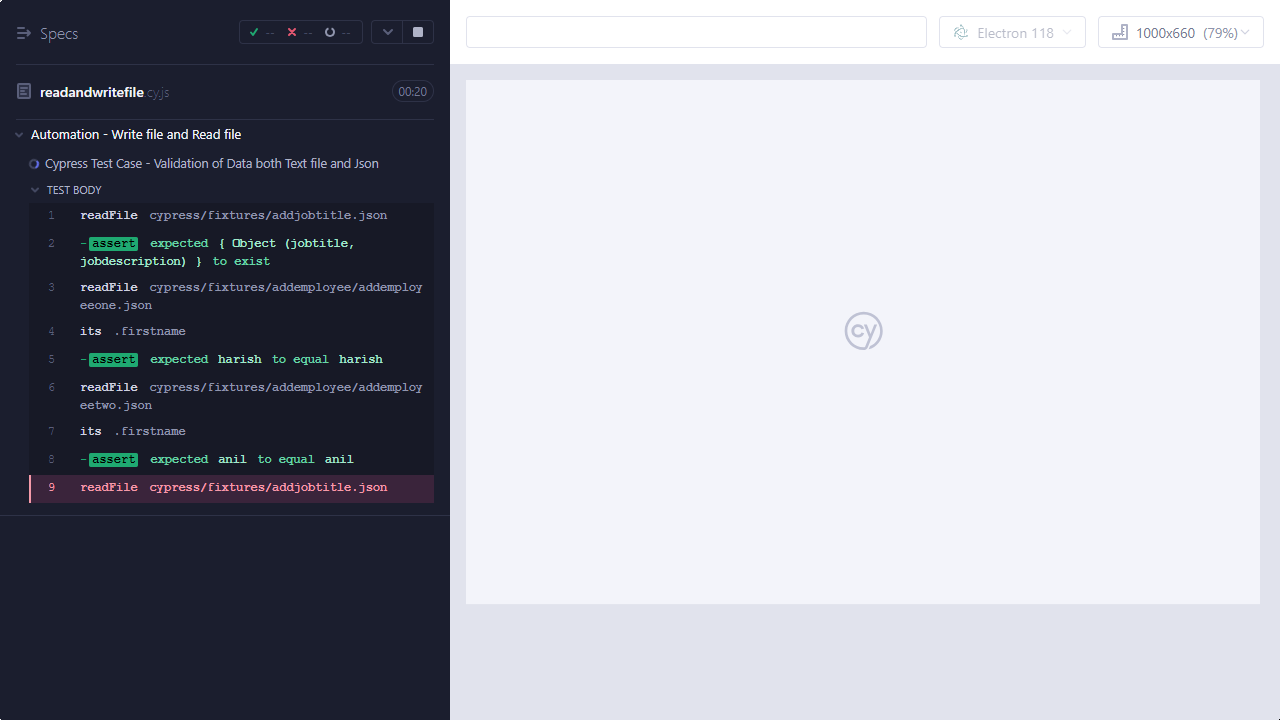 Specs
-- -- --
Electron 118
1000x660 (79%)
readandwritefile.cy.js
00:20
Automation - Write file and Read file
Cypress Test Case - Validation of Data both Text file and Json
TEST BODY
1 readFile cypress/fixtures/addjobtitle.json
2 -assert expected { Object (jobtitle,
jobdescription) } to exist
3 readFile cypress/fixtures/addemployee/addemploy
eeone.json
4 its .firstname
5 -assert expected harish to equal harish
6 readFile cypress/fixtures/addemployee/addemploy
eetwo.json
7 its .firstname
8 -assert expected anil to equal anil
9 readFile cypress/fixtures/addjobtitle.json
cy